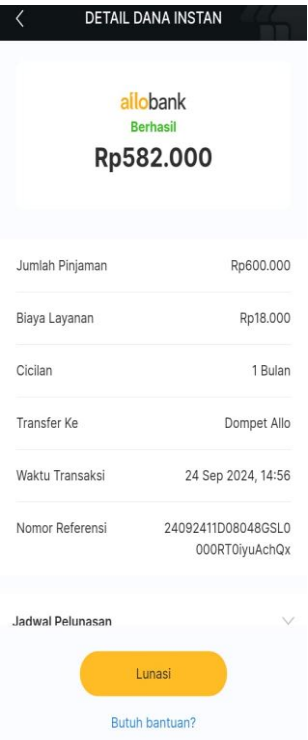 DETAIL DANA INSTAN
allobank
Berhasil
Rp582.000
Jumlah Pinjaman Rp600.000
Biaya Layanan Rp18.000
Cicilan 1 Bulan
Transfer Ke Dompet Allo
Waktu Transaksi 24 Sep 2024, 14:56
Nomor Referensi 24092411D08048GSL0
000RT0iyuAchQx
Jadwal Pelunasan
Lunasi
Butuh bantuan?